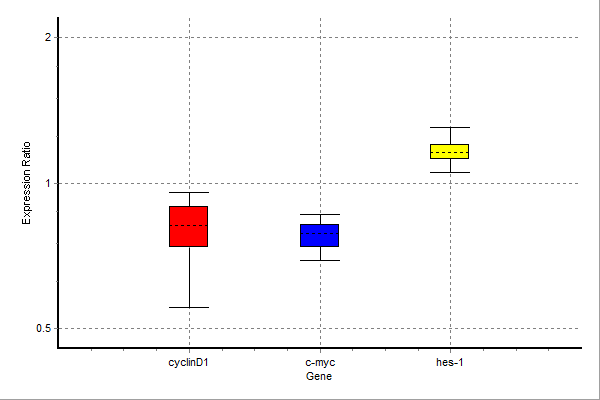 Expression Ratio
2
1
0.5
cyclinD1 c-myc hes-1
Gene